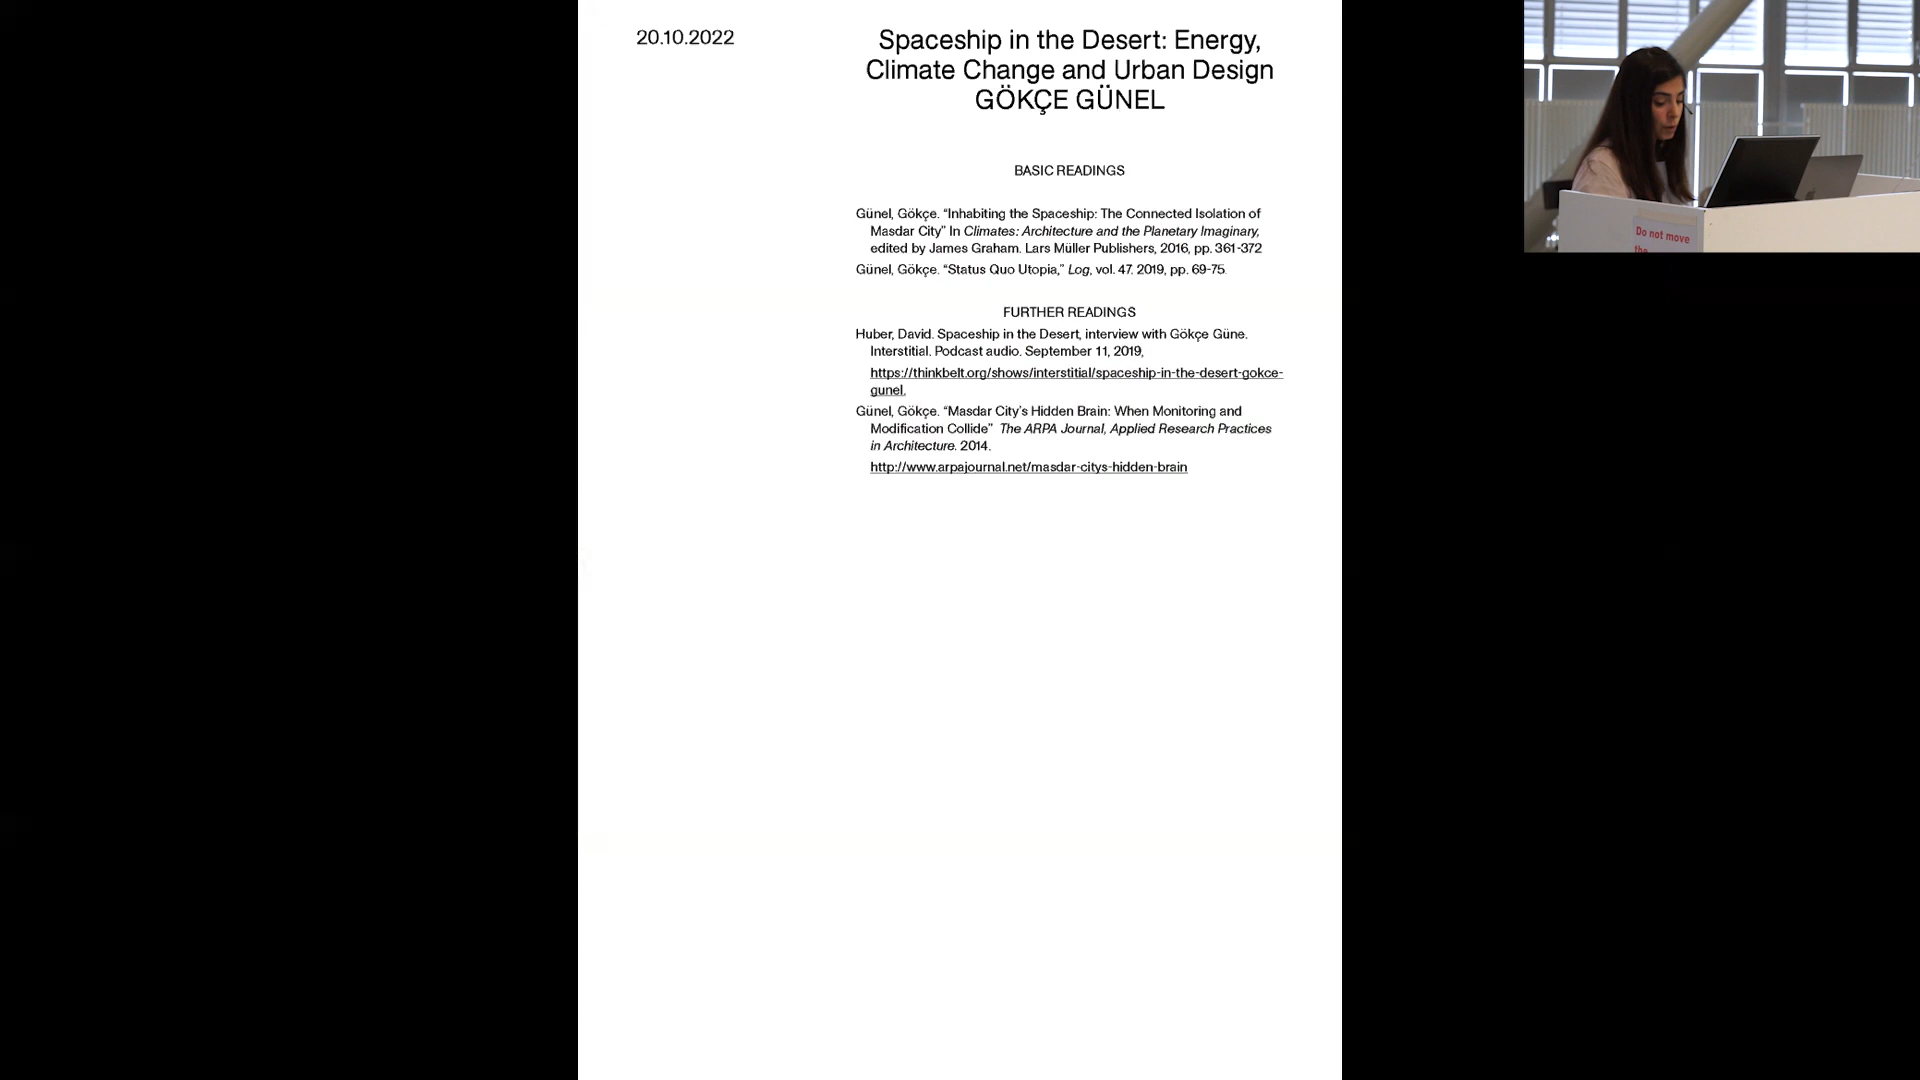 20.10.2022
Spaceship in the Desert: Energy,
Climate Change and Urban Design
GÖKÇE GÜNEL
BASIC READINGS
Günel, Gökçe. “Inhabiting the Spaceship: The Connected Isolation of
Masdar City” In Climates: Architecture and the Planetary Imaginary,
edited by James Graham. Lars Müller Publishers, 2016, pp. 361-372
Günel, Gökçe. “Status Quo Utopia,” Log, vol. 47. 2019, pp. 69-75.
FURTHER READINGS
Huber, David. Spaceship in the Desert, interview with Gökçe Güne.
Interstitial. Podcast audio. September 11, 2019,
https://thinkbelt.org/shows/interstitial/spaceship-in-the-desert-gokce-
gunel.
Günel, Gökçe. “Masdar City’s Hidden Brain: When Monitoring and
Modification Collide” The ARPA Journal, Applied Research Practices
in Architecture. 2014.
http://www.arpajournal.net/masdar-citys-hidden-brain
Do not move
the